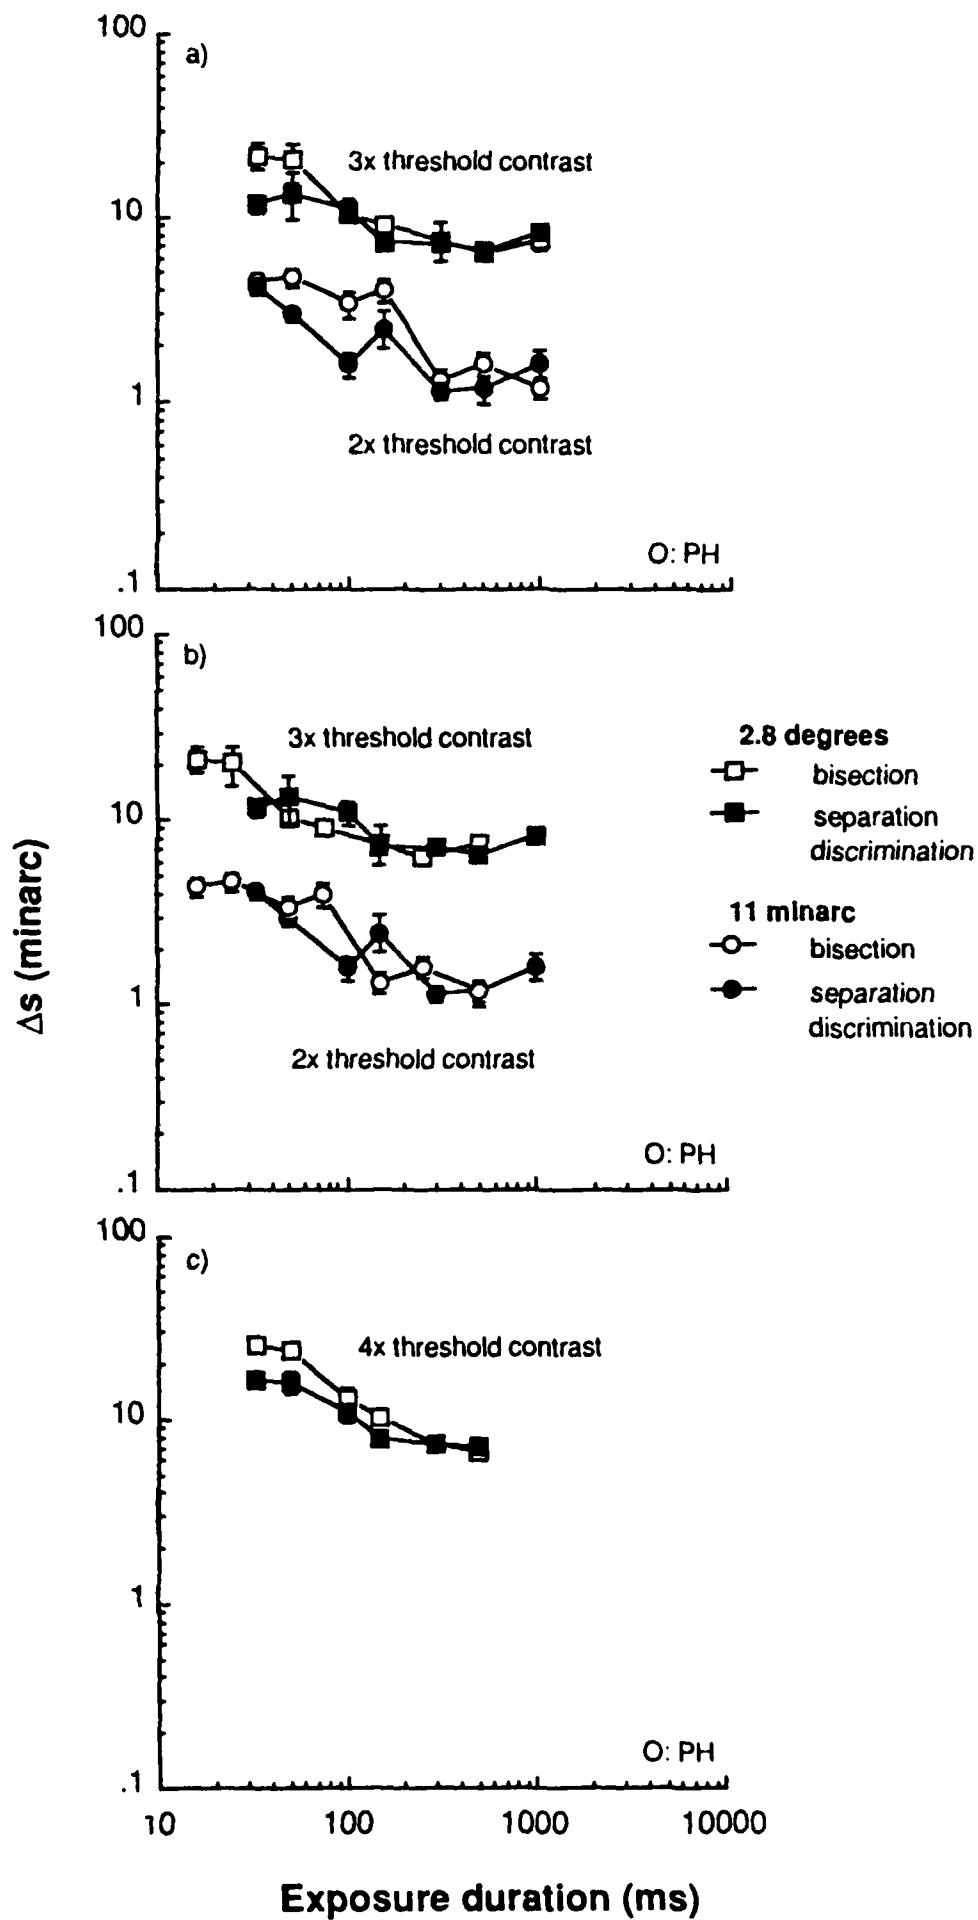 100
a)
3x threshold contrast
10
1
2x threshold contrast
O: PH
.1
100
b)
3x threshold contrast
10
1
2x threshold contrast
O: PH
.1
2.8 degrees
bisection
separation
discrimination
11 minarc
bisection
separation
discrimination
Δs (minarc)
100
c)
4x threshold contrast
10
1
O: PH
.1
10
100
1000
10000
Exposure duration (ms)